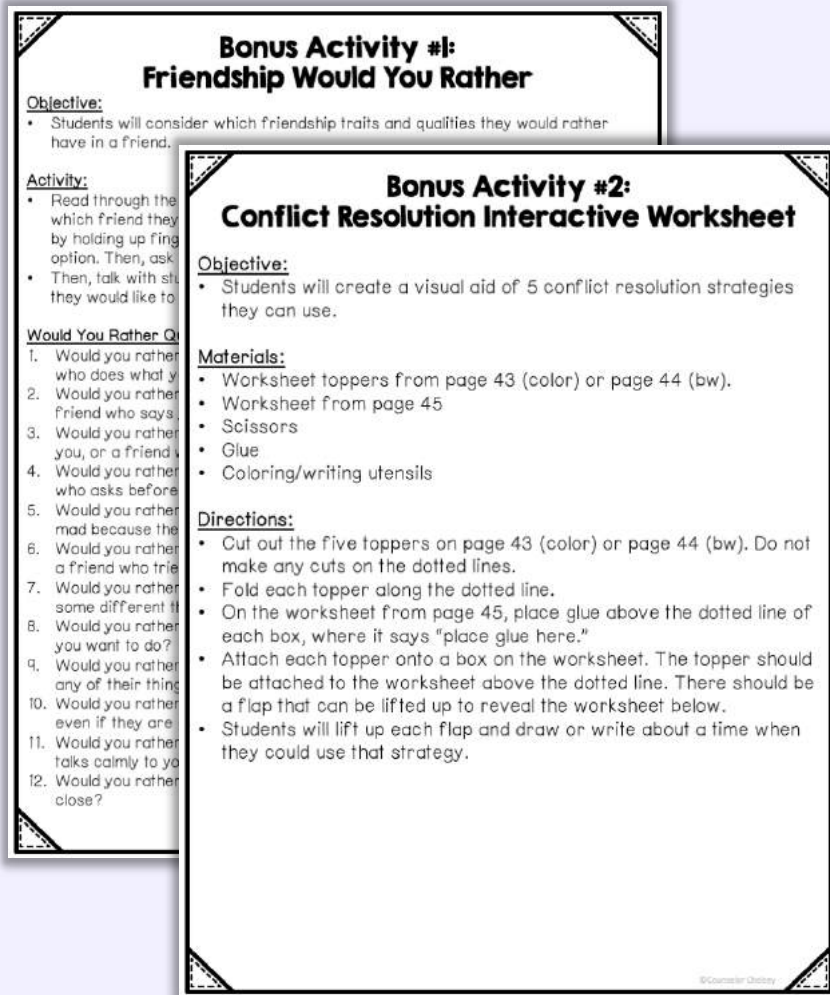 Bonus Activity #1:
Friendship Would You Rather
Objective:
• Students will consider which friendship traits and qualities they would rather
have in a friend.
Activity:
• Read through the
which friend they
by holding up fing
option. Then, ask
• Then, talk with stu
they would like to
Would You Rather Qu
1. Would you rather
who does what y
2. Would you rather
friend who says
3. Would you rather
you, or a friend
4. Would you rather
who asks before
5. Would you rather
mad because the
6. Would you rather
a friend who trie
7. Would you rather
some different th
8. Would you rather
you want to do?
9. Would you rather
any of their thing
10. Would you rather
even if they are
11. Would you rather
talks calmly to yo
12. Would you rather
close?
Bonus Activity #2:
Conflict Resolution Interactive Worksheet
Objective:
• Students will create a visual aid of 5 conflict resolution strategies
they can use.
Materials:
• Worksheet toppers from page 43 (color) or page 44 (bw).
• Worksheet from page 45
• Scissors
• Glue
• Coloring/writing utensils
Directions:
• Cut out the five toppers on page 43 (color) or page 44 (bw). Do not
make any cuts on the dotted lines.
• Fold each topper along the dotted line.
• On the worksheet from page 45, place glue above the dotted line of
each box, where it says “place glue here.”
• Attach each topper onto a box on the worksheet. The topper should
be attached to the worksheet above the dotted line. There should be
a flap that can be lifted up to reveal the worksheet below.
• Students will lift up each flap and draw or write about a time when
they could use that strategy.
©Counselor Chelsey